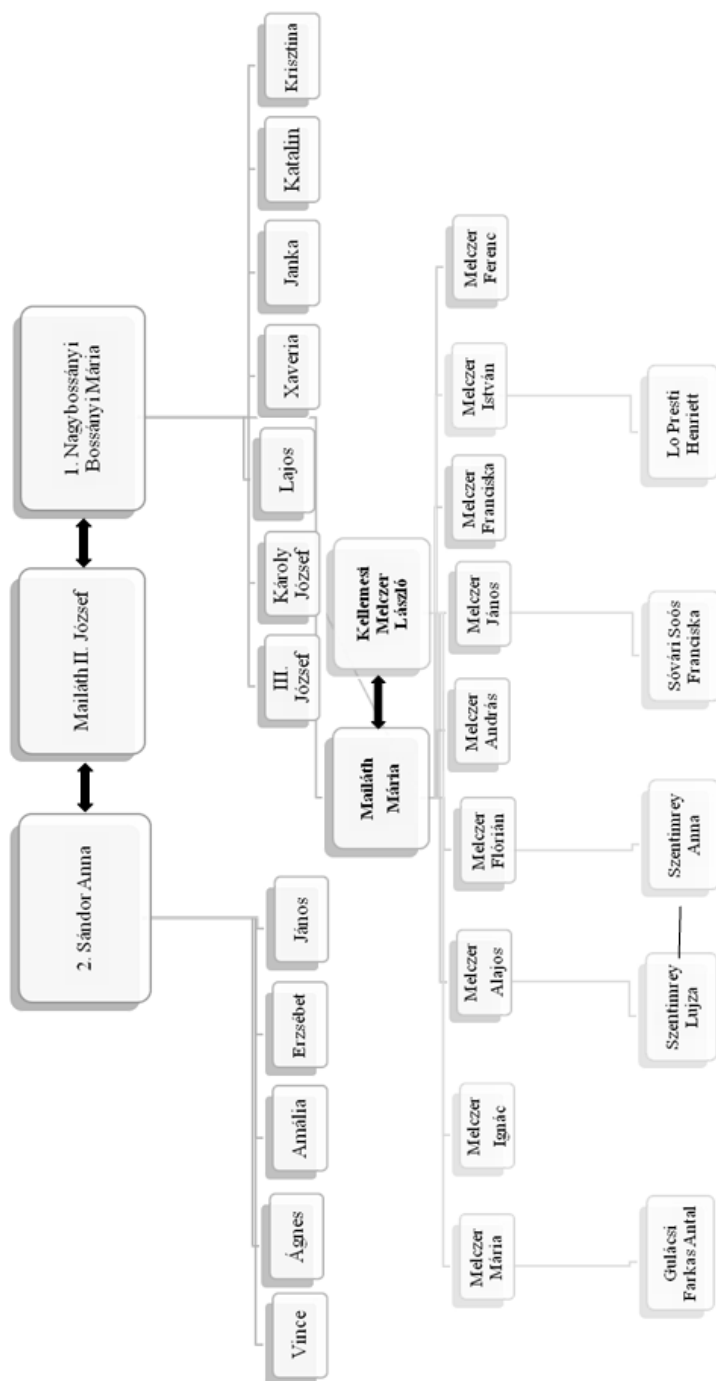 2. Sándor Anna
Mailáth II. József
1. Nagybossányi
Bossányi Mária
Vince
Ágnes
Amália
Erzsébet
János
III.
József
Károly
József
Lajos
Xaveria
Janka
Katalin
Krisztina
Mailáth
Mária
Kellemesi
Melczer
László
Melczer
Mária
Melczer
Ignác
Melczer
Alajos
Melczer
Flórián
Melczer
András
Melczer
János
Melczer
Franciska
Melczer
István
Melczer
Ferenc
Gulácsi
Farkas Antal
Szentimrey
Lujza
Szentimrey
Anna
Sóvári Soós
Franciska
Lo Presti
Henriett